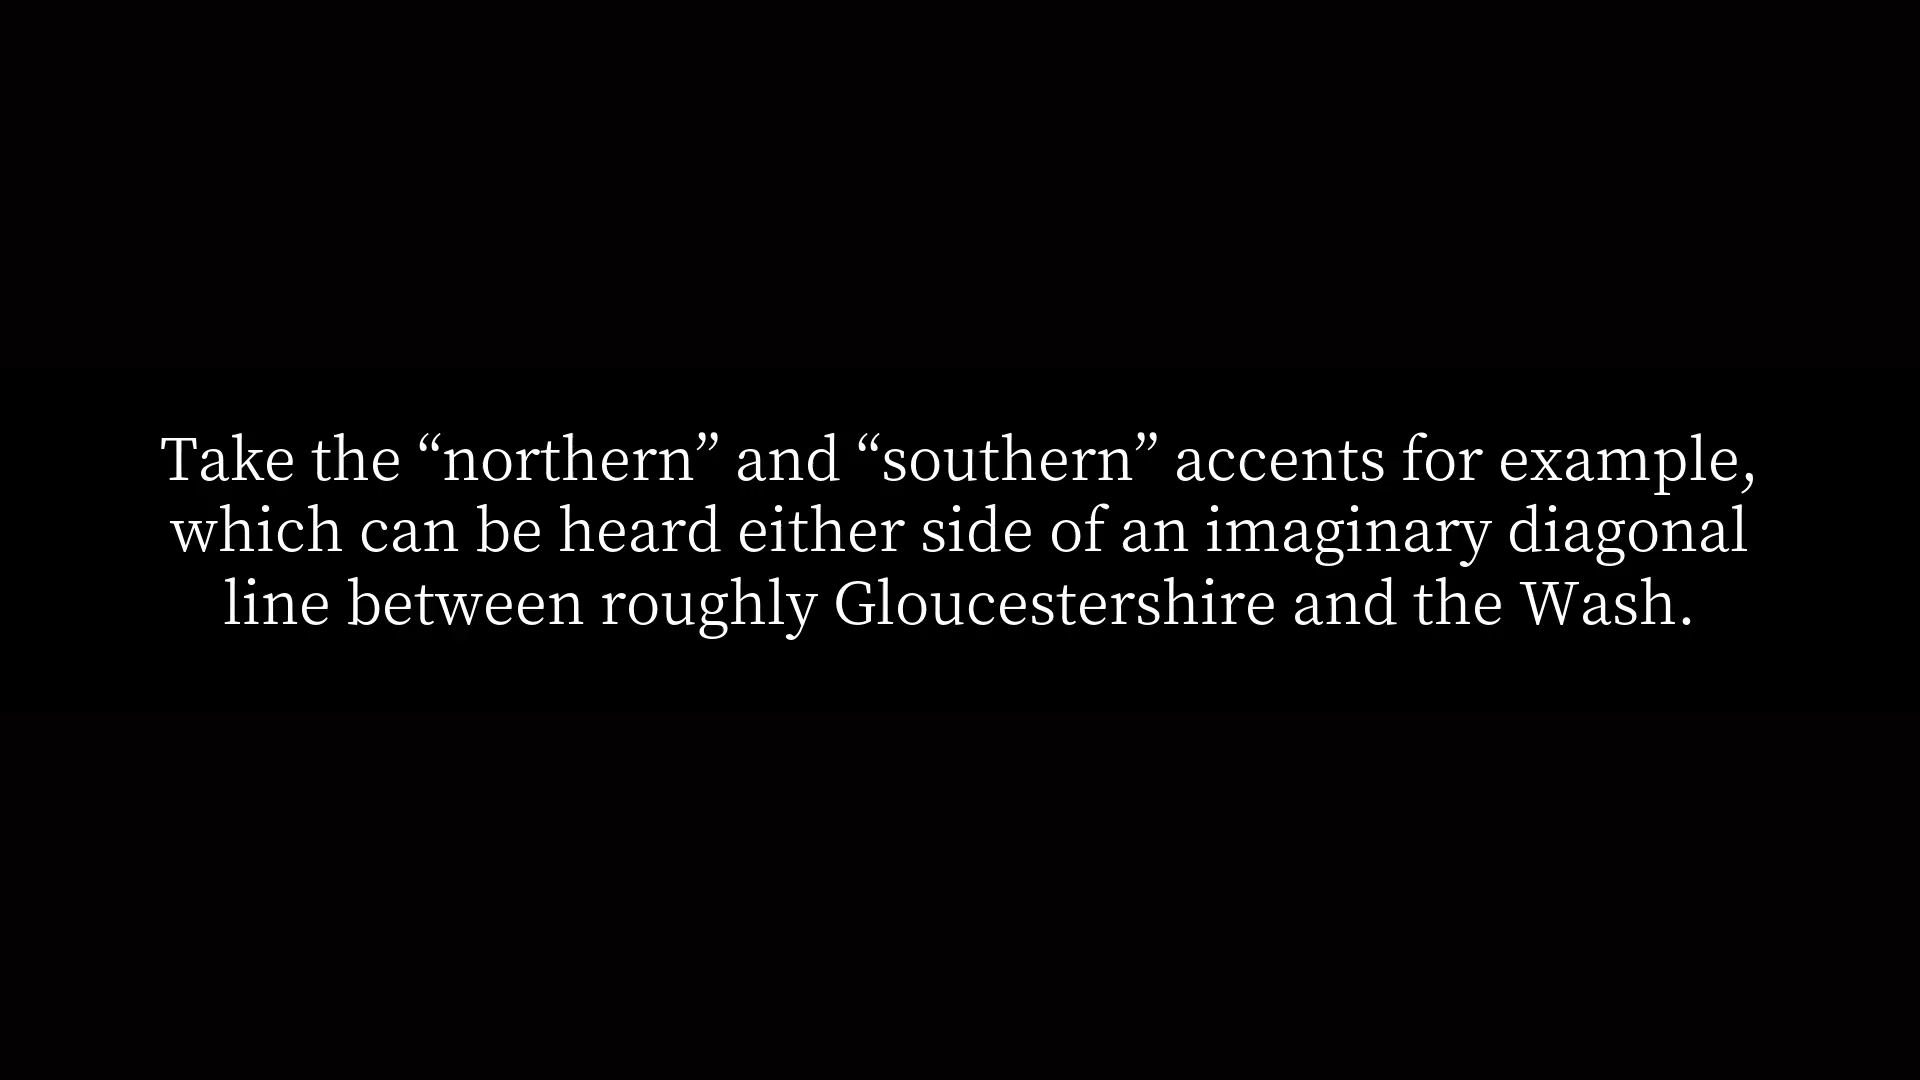 Take the “northern” and “southern” accents for example,
which can be heard either side of an imaginary diagonal
line between roughly Gloucestershire and the Wash.